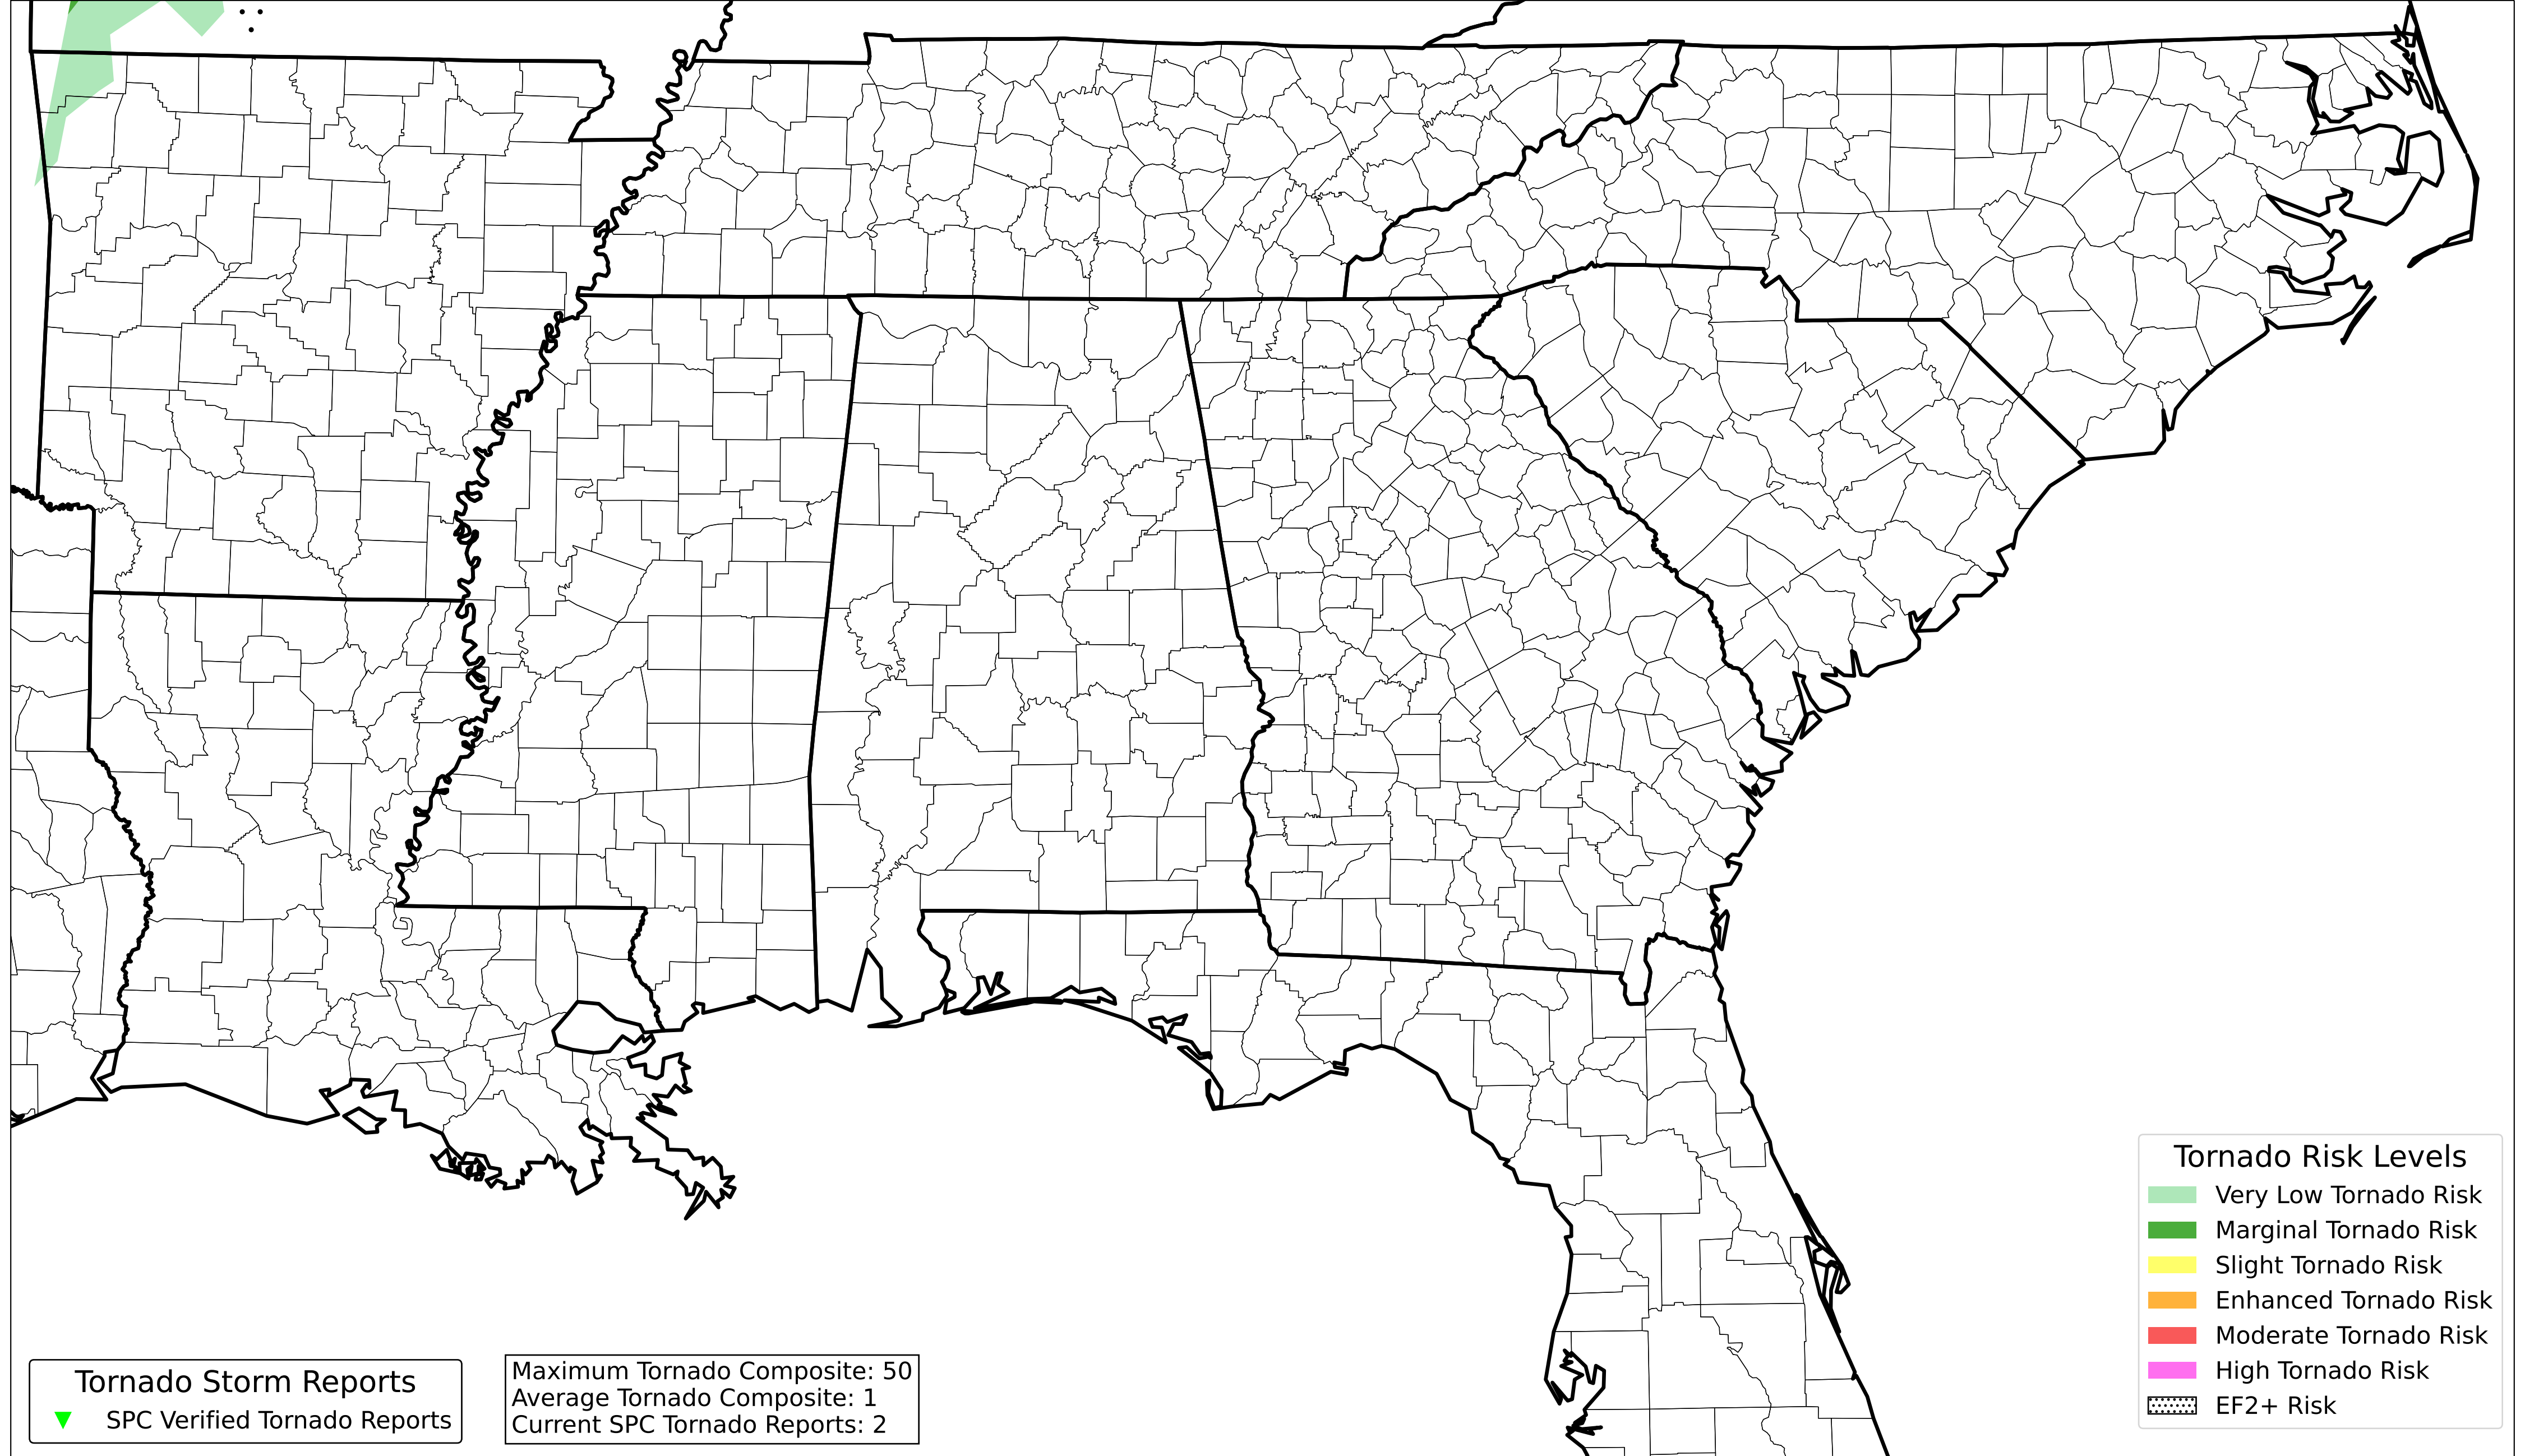 Tornado Storm Reports
SPC Verified Tornado Reports
Maximum Tornado Composite: 50
Average Tornado Composite: 1
Current SPC Tornado Reports: 2
Tornado Risk Levels
Very Low Tornado Risk
Marginal Tornado Risk
Slight Tornado Risk
Enhanced Tornado Risk
Moderate Tornado Risk
High Tornado Risk
EF2+ Risk